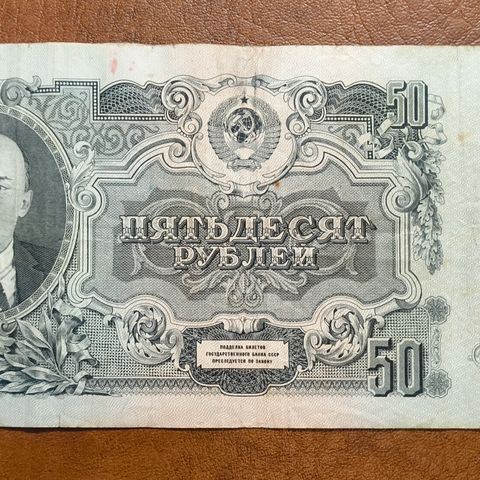 50
ПЯТЬДЕСЯТ
РУБЛЕЙ
ПОДДЕЛКА БИЛЕТОВ
ГОСУДАРСТВЕННОГО БАНКА СССР
ПРЕСЛЕДУЕТСЯ ПО ЗАКОНУ
50